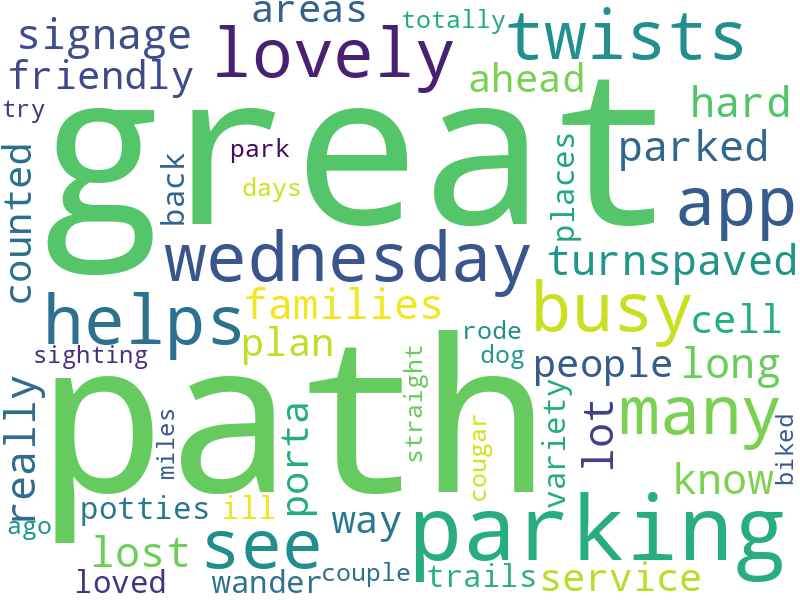 areas
totally
signage
lovely
twists
friendly
ahead
try
great
hard
park
parked
counted
back
days
places
app
wednesday
turnspaved
helps
families
busy
cell
plan
rode
sighting
dog
people
long
path
straight
really
miles
porta
cougar
variety
lot
many
biked
know
potties
ill
way
parking
ago
lost
see
loved
wander
couple
trails
service